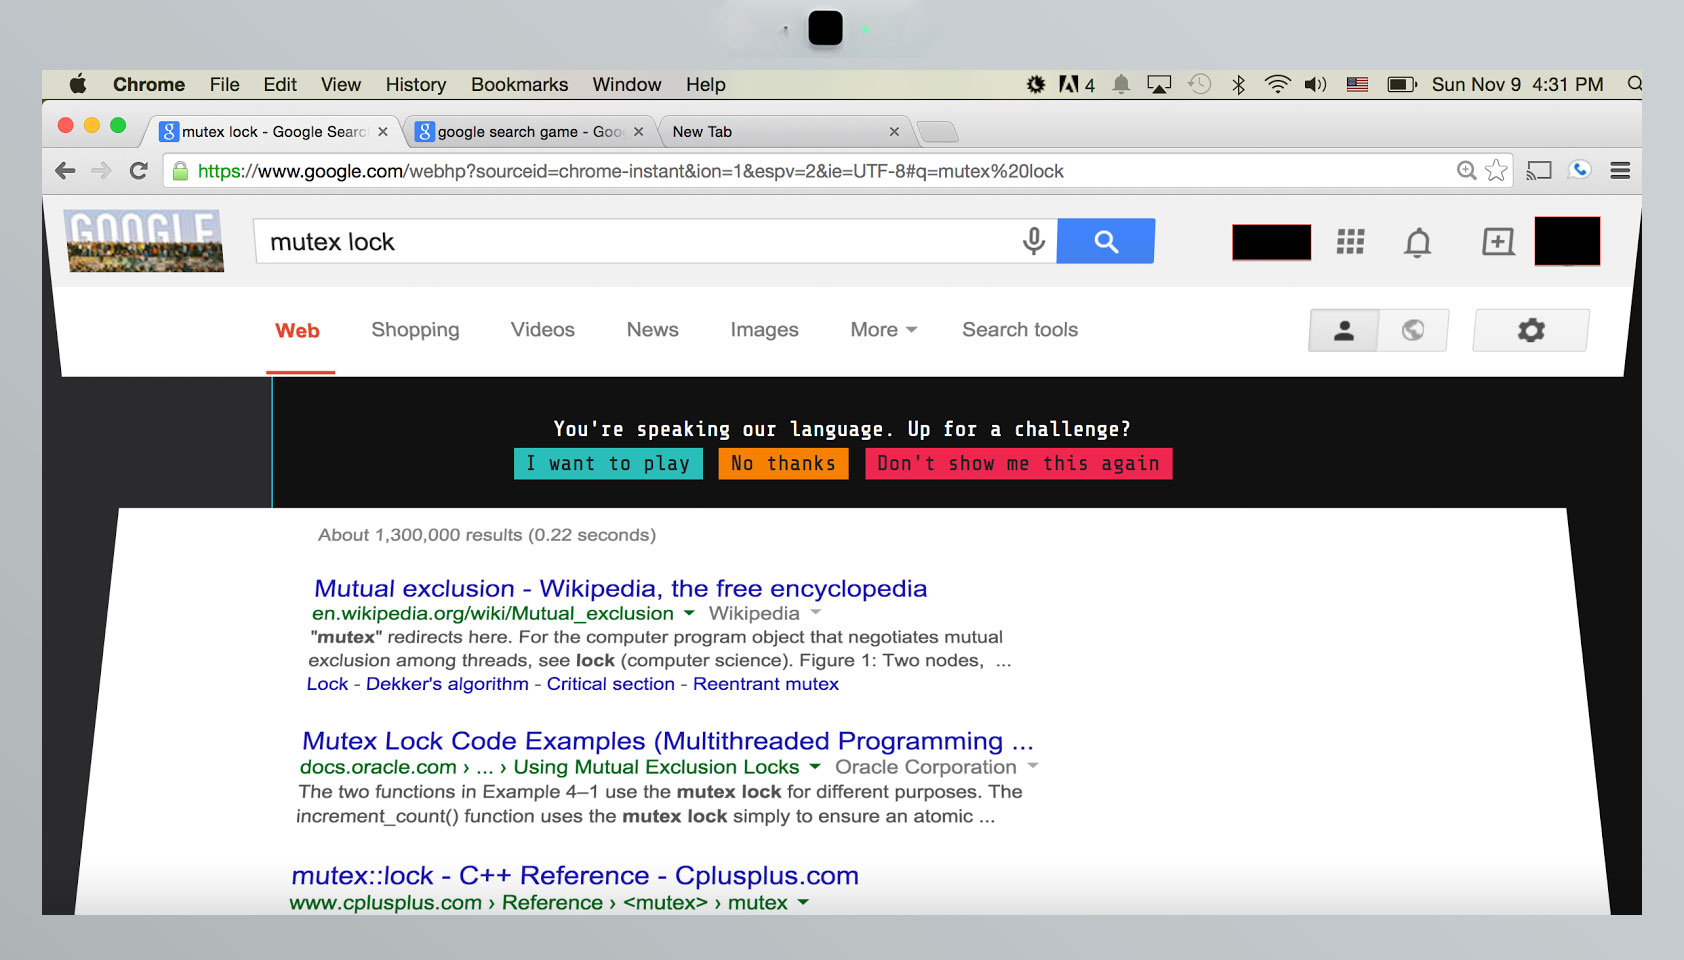 Chrome File Edit View History Bookmarks Window Help 4 Sun Nov 9 4:31 PM
mutex lock - Google Searc google search game - Goo New Tab
https://www.google.com/webhp?sourceid=chrome-instant&ion=1&espv=2&ie=UTF-8#q=mutex%20lock
GOOGLE mutex lock
Web Shopping Videos News Images More Search tools
You're speaking our language. Up for a challenge?
I want to play No thanks Don't show me this again
About 1,300,000 results (0.22 seconds)
Mutual exclusion - Wikipedia, the free encyclopedia
en.wikipedia.org/wiki/Mutual_exclusion Wikipedia
"mutex" redirects here. For the computer program object that negotiates mutual
exclusion among threads, see lock (computer science). Figure 1: Two nodes, ...
Lock - Dekker's algorithm - Critical section - Reentrant mutex
Mutex Lock Code Examples (Multithreaded Programming ...
docs.oracle.com › ... › Using Mutual Exclusion Locks Oracle Corporation
The two functions in Example 4–1 use the mutex lock for different purposes. The
increment_count() function uses the mutex lock simply to ensure an atomic ...
mutex::lock - C++ Reference - Cplusplus.com
www.cplusplus.com › Reference › <mutex> › mutex